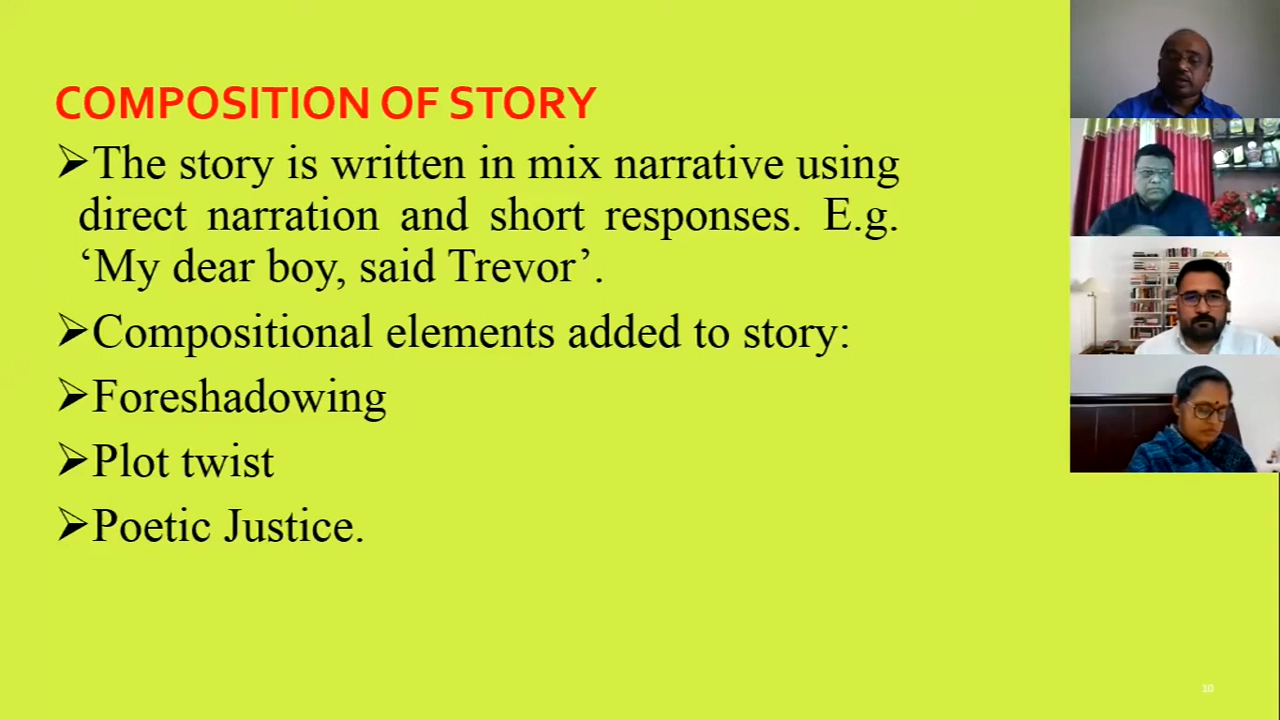 COMPOSITION OF STORY
➢The story is written in mix narrative using
direct narration and short responses. E.g.
‘My dear boy, said Trevor’.
➢Compositional elements added to story:
➢Foreshadowing
➢Plot twist
➢Poetic Justice.
10